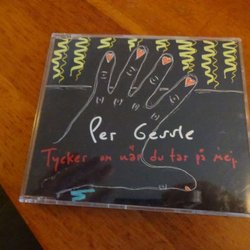 Per Gessle
Tycker om när du tar på mej